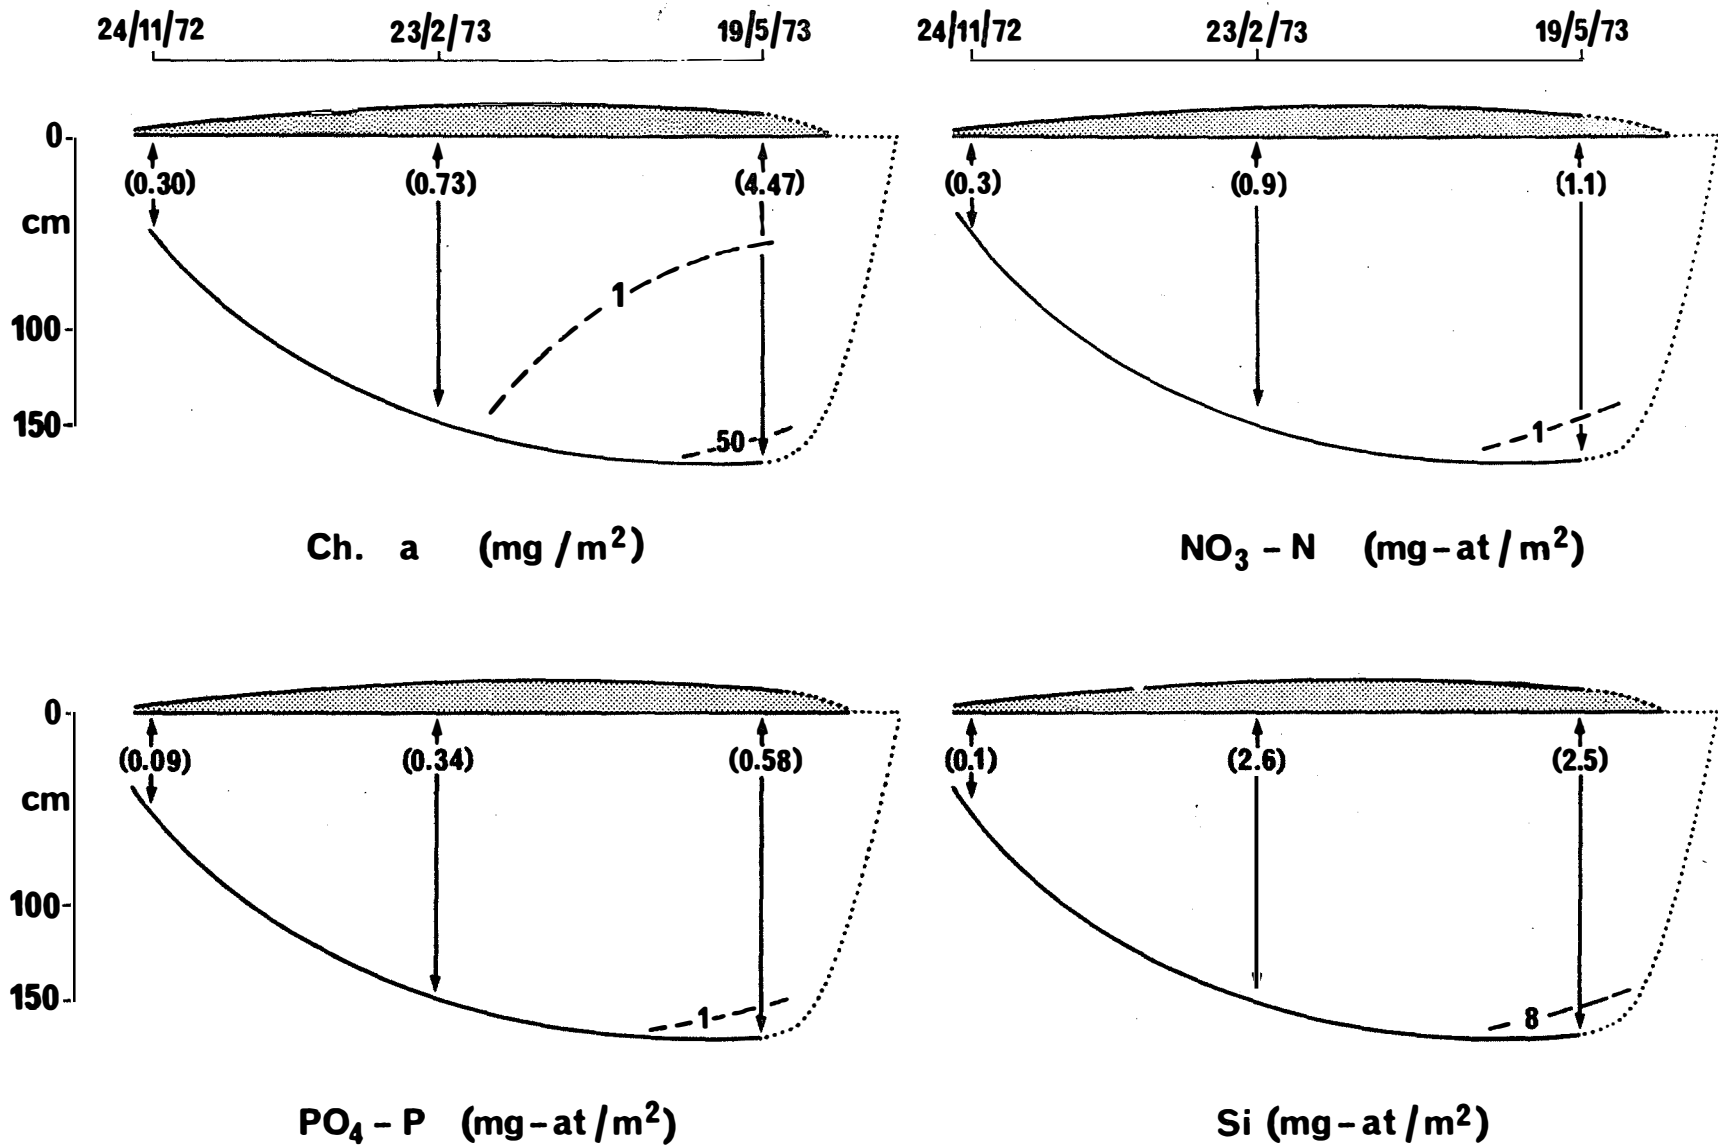 24/11/72 23/2/73 19/5/73
0
(0.30) (0.73) (4.47)
cm
1
100
50
150
Ch. a (mg/m²)
24/11/72 23/2/73 19/5/73
(0.3) (0.9) (1.1)
1
NO₃ – N (mg–at/m²)
0
(0.09) (0.34) (0.58)
cm
100
150
1
PO₄ – P (mg–at/m²)
(0.1) (2.6) (2.5)
8
Si (mg–at/m²)